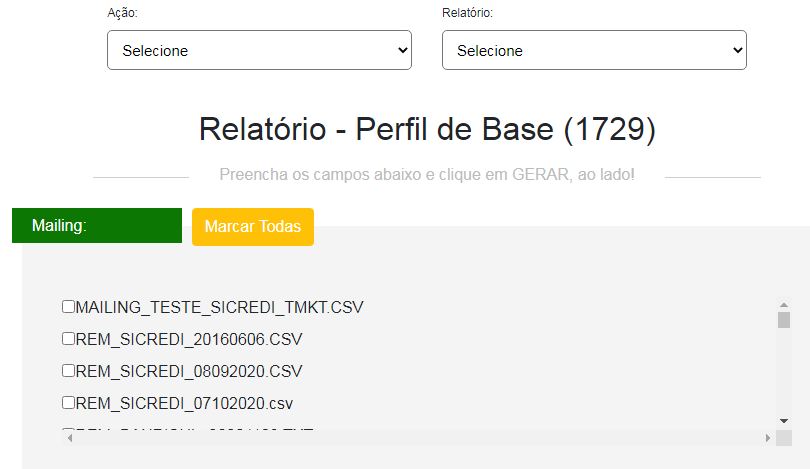 Ação:
Relatório:
Selecione
Selecione
Relatório - Perfil de Base (1729)
Preencha os campos abaixo e clique em GERAR, ao lado!
Mailing:
Marcar Todas
MAILING_TESTE_SICREDI_TMKT.CSV
REM_SICREDI_20160606.CSV
REM_SICREDI_08092020.CSV
REM_SICREDI_07102020.csv